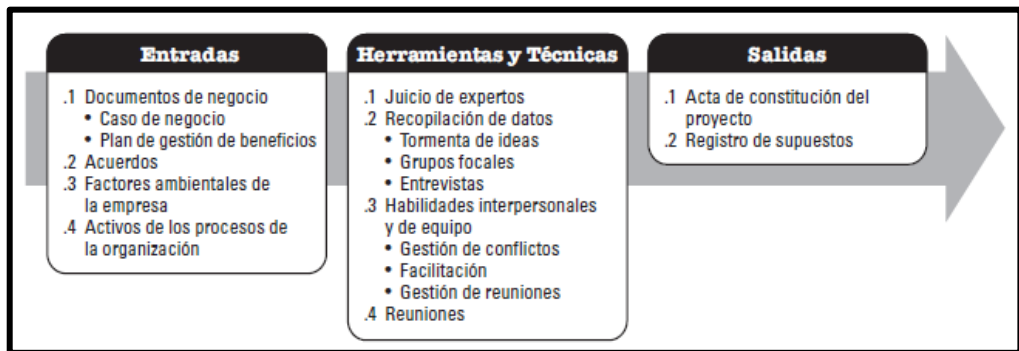 Entradas
.1 Documentos de negocio
• Caso de negocio
• Plan de gestión de beneficios
.2 Acuerdos
.3 Factores ambientales de
la empresa
.4 Activos de los procesos de
la organización
Herramientas y Técnicas
.1 Juicio de expertos
.2 Recopilación de datos
• Tormenta de ideas
• Grupos focales
• Entrevistas
.3 Habilidades interpersonales
y de equipo
• Gestión de conflictos
• Facilitación
• Gestión de reuniones
.4 Reuniones
Salidas
.1 Acta de constitución del
proyecto
.2 Registro de supuestos